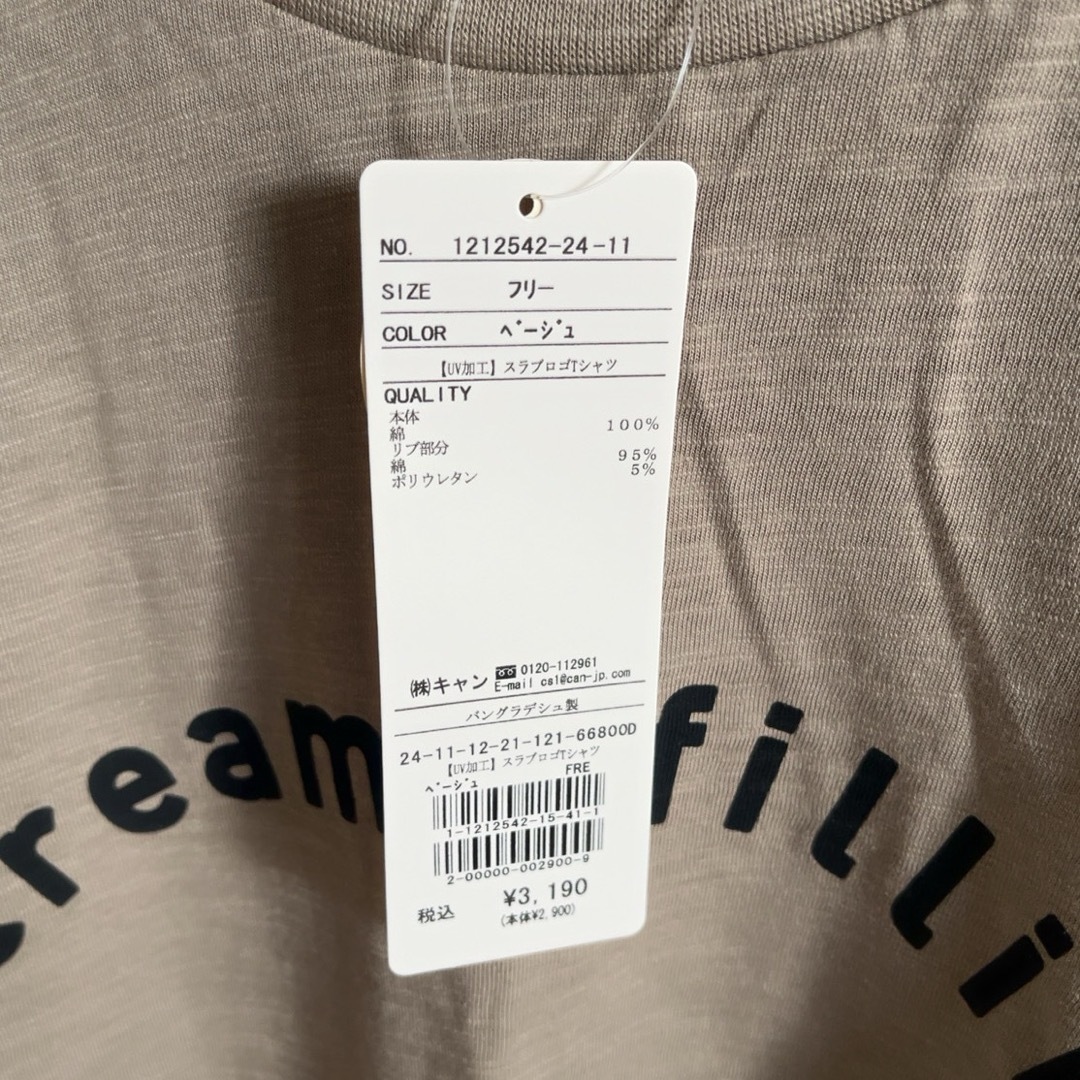 NO. 1212542-24-11
SIZE フリー
COLOR ﾍﾞｰｼﾞｭ
【UV加工】スラブロゴTシャツ
QUALITY
本体
綿 100%
リブ部分
綿 95%
ポリウレタン 5%
㈱キャン 0120-112961
E-mail cs1@can-jp.com
バングラデシュ製
24-11-12-21-121-66800D
【UV加工】スラブロゴTシャツ
ﾍﾞｰｼﾞｭ FRE
1-1212542-15-41-1
2-00000-002900-9
税込 ¥3,190
(本体¥2,900)
ream filli